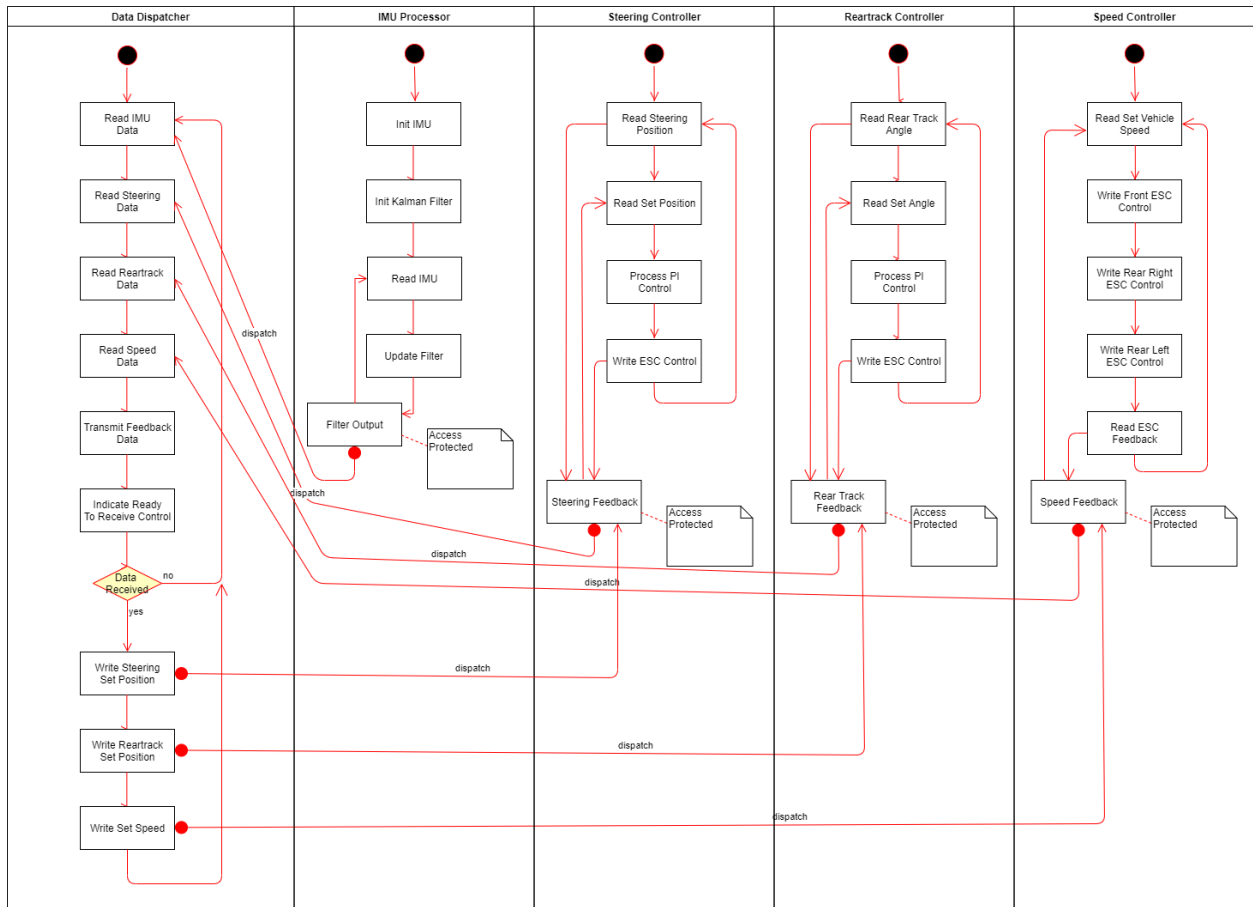 Data Dispatcher
IMU Processor
Steering Controller
Reartrack Controller
Speed Controller
Read IMU
Data
Read Steering
Data
Read Reartrack
Data
Read Speed
Data
Transmit Feedback
Data
Indicate Ready
To Receive Control
Data
Received
no
yes
Write Steering
Set Position
Write Reartrack
Set Position
Write Set Speed
Init IMU
Init Kalman Filter
Read IMU
Update Filter
Filter Output
Access
Protected
dispatch
dispatch
Read Steering
Position
Read Set Position
Process PI
Control
Write ESC Control
Steering Feedback
Access
Protected
dispatch
dispatch
Read Rear Track
Angle
Read Set Angle
Process PI
Control
Write ESC Control
Rear Track
Feedback
Access
Protected
dispatch
dispatch
Read Set Vehicle
Speed
Write Front ESC
Control
Write Rear Right
ESC Control
Write Rear Left
ESC Control
Read ESC
Feedback
Speed Feedback
Access
Protected
dispatch